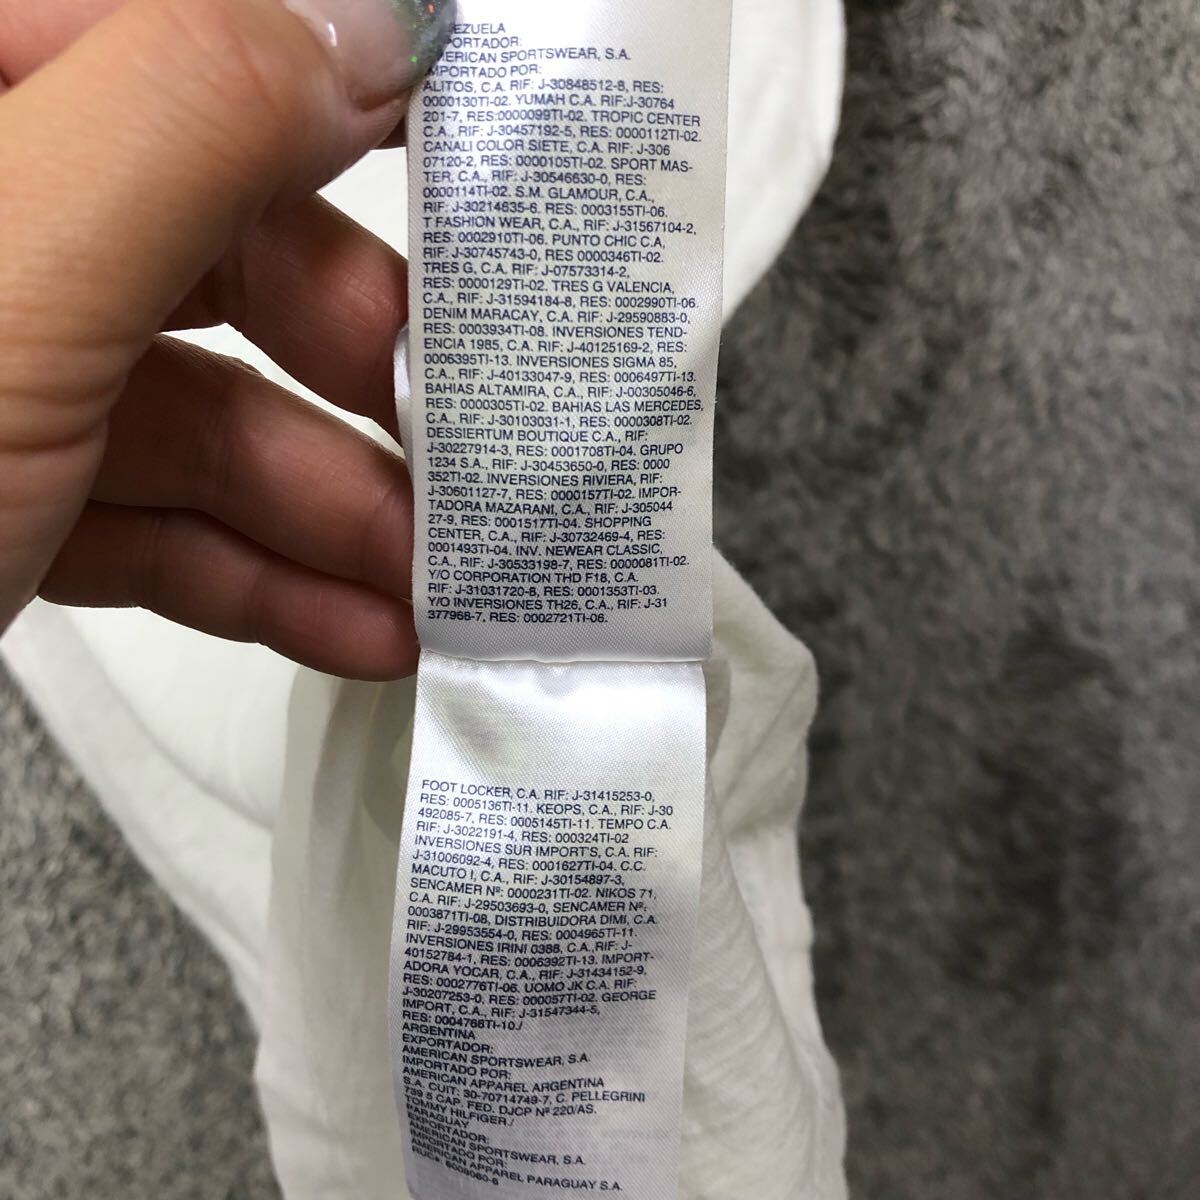 EZUELA
PORTADOR:
AMERICAN SPORTSWEAR, S.A.
IMPORTADO POR:
ALITOS, C.A. RIF: J-30848512-8, RES:
0000130TI-02. YUMAH C.A. RIF:J-30764
201-7, RES:0000099TI-02. TROPIC CENTER
C.A., RIF: J-30457192-5, RES: 0000112TI-02.
CANALI COLOR SIETE, C.A., RIF: J-306
07120-2, RES: 0000105TI-02. SPORT MAS-
TER, C.A., RIF: J-30546630-0, RES:
0000114TI-02. S.M. GLAMOUR, C.A.,
RIF: J-30214635-6. RES: 0003155TI-06.
T FASHION WEAR, C.A., RIF: J-31567104-2,
RES: 0002910TI-06. PUNTO CHIC C.A,
RIF: J-30745743-0, RES 0000346TI-02.
TRES G, C.A. RIF: J-07573314-2,
RES: 0000129TI-02. TRES G VALENCIA,
C.A., RIF: J-31594184-8, RES: 0002990TI-06.
DENIM MARACAY, C.A., RIF: J-29590883-0,
RES: 0003934TI-08. INVERSIONES TEND-
ENCIA 1985, C.A., RIF: J-40125169-2, RES:
0006395TI-13. INVERSIONES SIGMA 85,
C.A., RIF: J-40133047-9, RES: 0006497TI-13.
BAHIAS ALTAMIRA, C.A., RIF: J-00305046-6,
RES: 0000305TI-02. BAHIAS LAS MERCEDES,
C.A., RIF: J-30103031-1, RES: 0000308TI-02.
DESSIERTUM BOUTIQUE C.A., RIF:
J-30227914-3, RES: 0001708TI-04. GRUPO
1234 S.A., RIF: J-30453650-0, RES: 0000
352TI-02. INVERSIONES RIVIERA, RIF:
J-30601127-7, RES: 0000157TI-02. IMPOR-
TADORA MAZARANI, C.A., RIF: J-305044
27-9, RES: 0001517TI-04. SHOPPING
CENTER, C.A., RIF: J-30732469-4, RES:
0001493TI-04. INV. NEWEAR CLASSIC,
C.A., RIF: J-30533198-7, RES: 0000081TI-02.
Y/O CORPORATION THD F18, C.A.
RIF: J-31031720-8, RES: 0001353TI-03.
Y/O INVERSIONES TH26, C.A., RIF: J-31
377968-7, RES: 0002721TI-06.
FOOT LOCKER, C.A. RIF: J-31415253-0,
RES: 0005136TI-11. KEOPS, C.A., RIF: J-30
492085-7, RES: 0005145TI-11. TEMPO C.A.
RIF: J-3022191-4, RES: 000324TI-02
INVERSIONES SUR IMPORT'S, C.A. RIF:
J-31006092-4, RES: 0001627TI-04. C.C.
MACUTO I, C.A., RIF: J-30154897-3,
SENCAMER Nº: 0000231TI-02. NIKOS 71,
C.A. RIF: J-29503693-0, SENCAMER Nº:
0003871TI-08, DISTRIBUIDORA DIMI, C.A.
RIF: J-29953554-0, RES: 0004965TI-11.
INVERSIONES IRINI 0388, C.A.,RIF: J-
40152784-1, RES: 0006392TI-13. IMPORT-
ADORA YOCAR, C.A., RIF: J-31434152-9,
RES: 0002776TI-06. UOMO JK C.A. RIF:
J-30207253-0, RES: 000057TI-02. GEORGE
IMPORT, C.A., RIF: J-31547344-5,
RES: 0004766TI-10./
ARGENTINA
EXPORTADOR:
AMERICAN SPORTSWEAR, S.A.
IMPORTADO POR:
AMERICAN APPAREL ARGENTINA
S.A. CUIT: 30-70714749-7, C. PELLEGRINI
739 5 CAP. FED. DJCP Nº 220/AS.
TOMMY HILFIGER./
PARAGUAY
EXPORTADOR:
AMERICAN SPORTSWEAR, S.A.
IMPORTADO POR:
AMERICAN APPAREL PARAGUAY S.A.
RUC#: 8008060-6